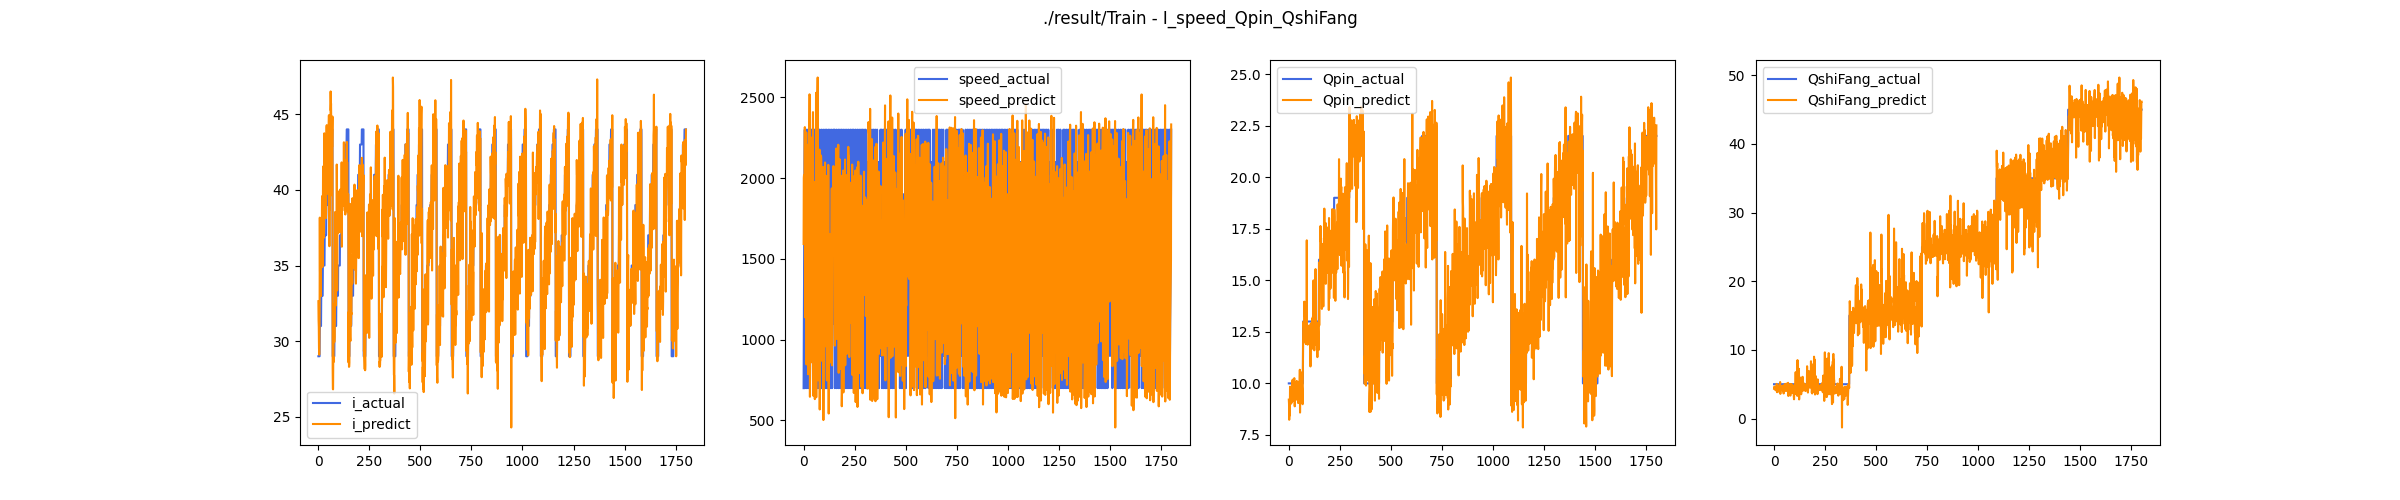 ./result/Train - I_speed_Qpin_QshiFang
45
40
35
30
25
i_actual
i_predict
0 250 500 750 1000 1250 1500 1750
2500
2000
1500
1000
500
speed_actual
speed_predict
0 250 500 750 1000 1250 1500 1750
25.0
22.5
20.0
17.5
15.0
12.5
10.0
7.5
Qpin_actual
Qpin_predict
0 250 500 750 1000 1250 1500 1750
50
40
30
20
10
0
QshiFang_actual
QshiFang_predict
0 250 500 750 1000 1250 1500 1750